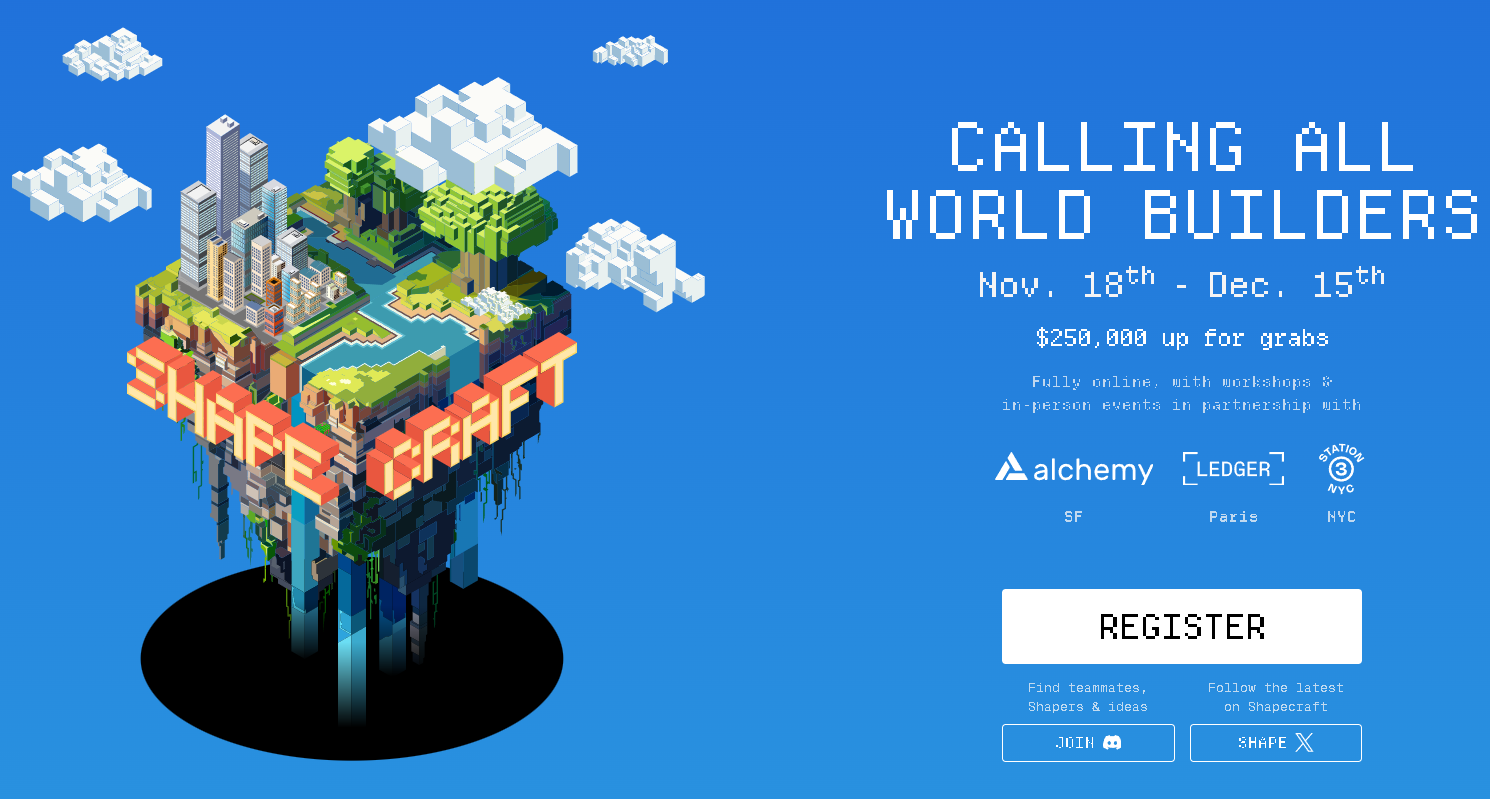 SHAPE CRAFT
CALLING ALL
WORLD BUILDERS
Nov. 18th - Dec. 15th
$250,000 up for grabs
Fully online, with workshops &
in-person events in partnership with
alchemy
LEDGER
STATION
3
NYC
SF
Paris
NYC
REGISTER
Find teammates,
Shapers & ideas
Follow the latest
on Shapecraft
JOIN
SHAPE X